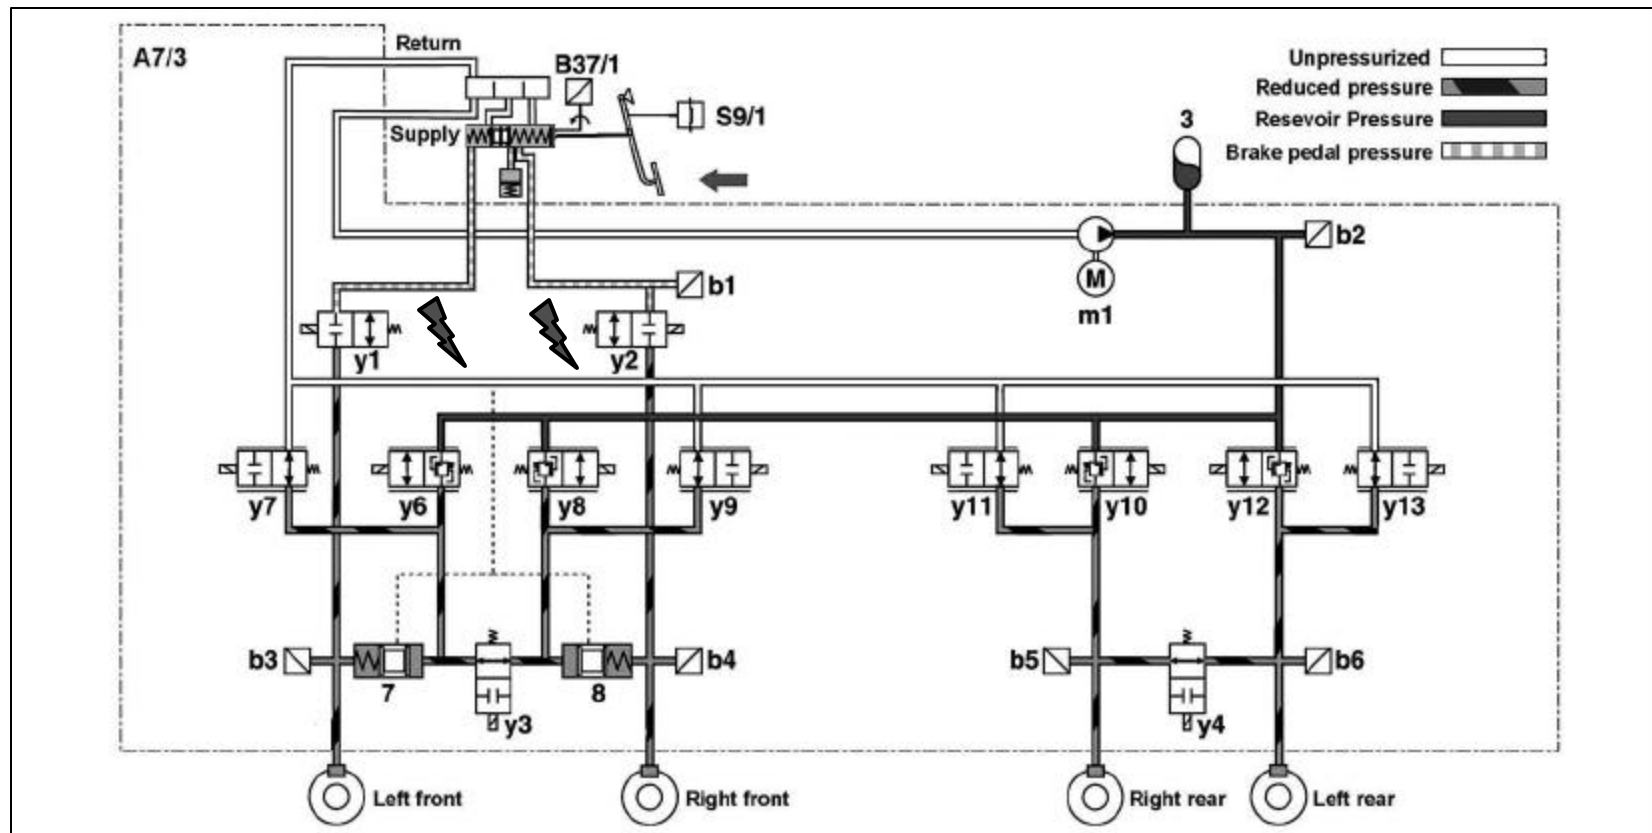 A7/3
Return
B37/1
Unpressurized
Reduced pressure
Resevoir Pressure
Brake pedal pressure
Supply
S9/1
3
b2
b1
M
m1
y1
y2
y7
y6
y8
y9
y11
y10
y12
y13
b3
7
8
b4
b5
b6
y3
y4
Left front
Right front
Right rear
Left rear